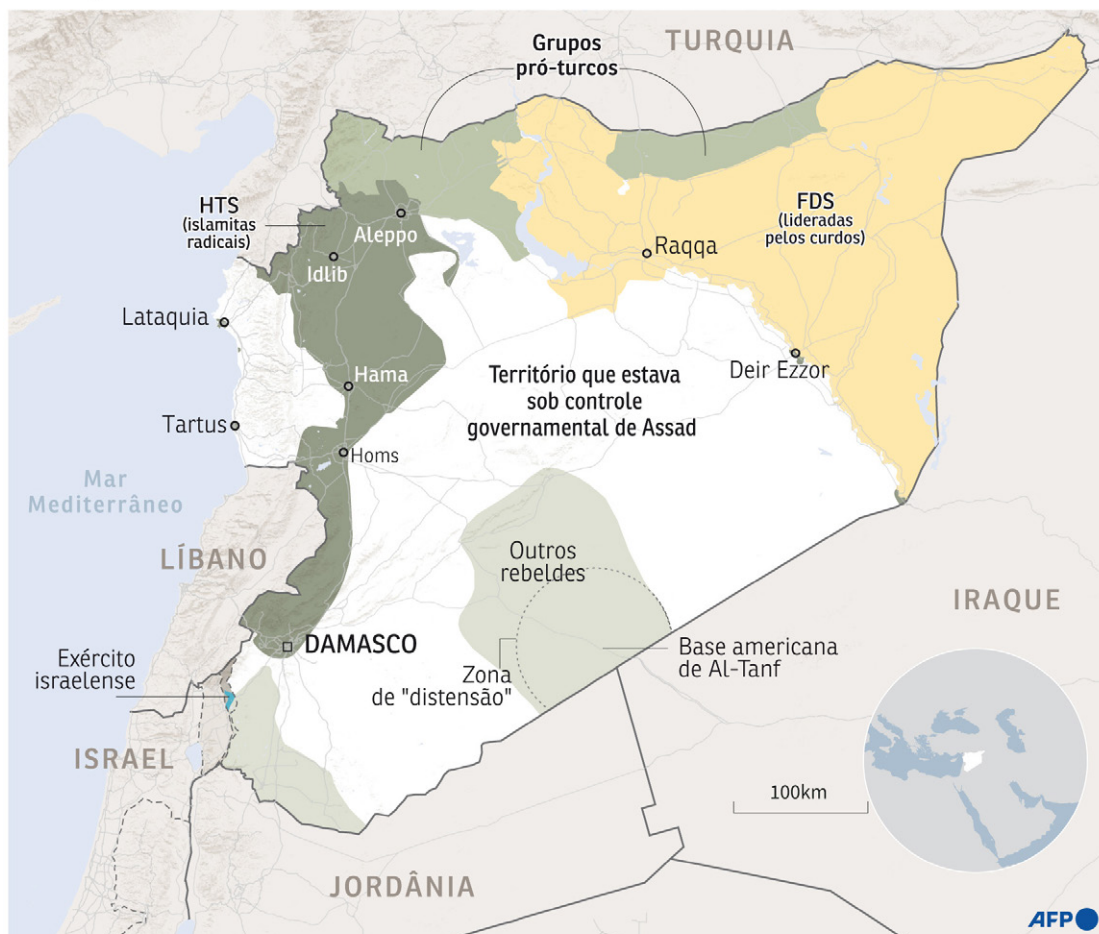 Grupos
pró-turcos
TURQUIA
HTS
(islamitas
radicais)
Aleppo
Idlib
FDS
(lideradas
pelos curdos)
Raqqa
Lataquia
Hama
Deir Ezzor
Território que estava
sob controle
governamental de Assad
Tartus
Homs
Mar
Mediterrâneo
LÍBANO
Outros
rebeldes
IRAQUE
DAMASCO
Exército
israelense
Zona
de "distensão"
Base americana
de Al-Tanf
ISRAEL
100km
JORDÂNIA
AFP